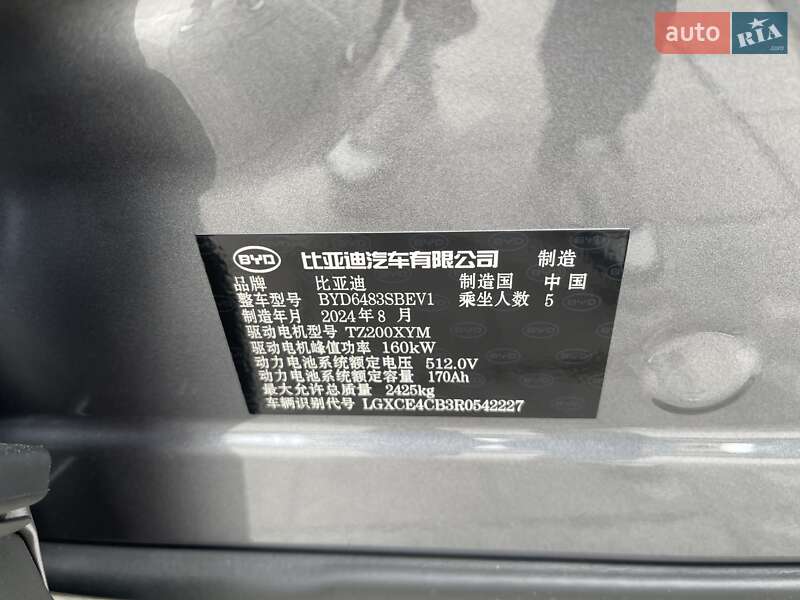 auto RIA.com
BYD 比亚迪汽车有限公司 制造
品牌 比亚迪 制造国 中国
整车型号 BYD6483SBEV1 乘坐人数 5
制造年月 2024年8月
驱动电机型号 TZ200XYM
驱动电机峰值功率 160kW
动力电池系统额定电压 512.0V
动力电池系统额定容量 170Ah
最大允许总质量 2425kg
车辆识别代号 LGXCE4CB3R0542227